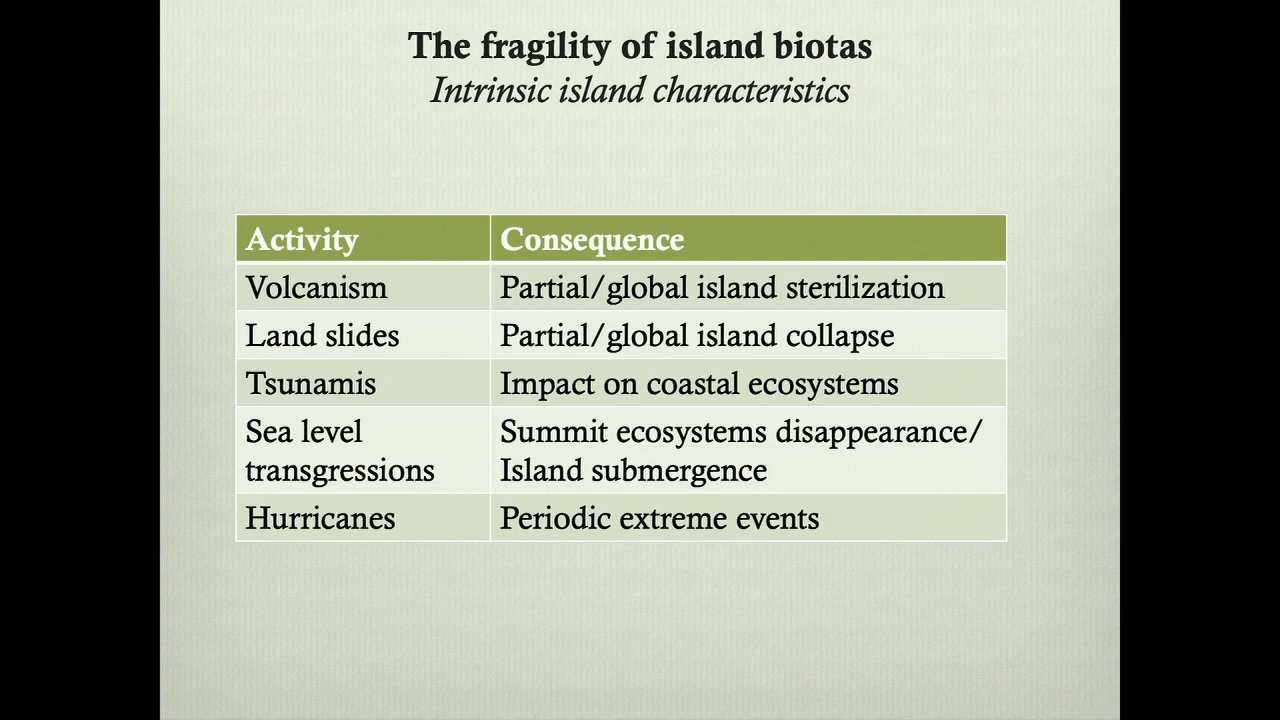 The fragility of island biotas
Intrinsic island characteristics
Activity Consequence
Volcanism Partial/global island sterilization
Land slides Partial/global island collapse
Tsunamis Impact on coastal ecosystems
Sea level Summit ecosystems disappearance/
transgressions Island submergence
Hurricanes Periodic extreme events